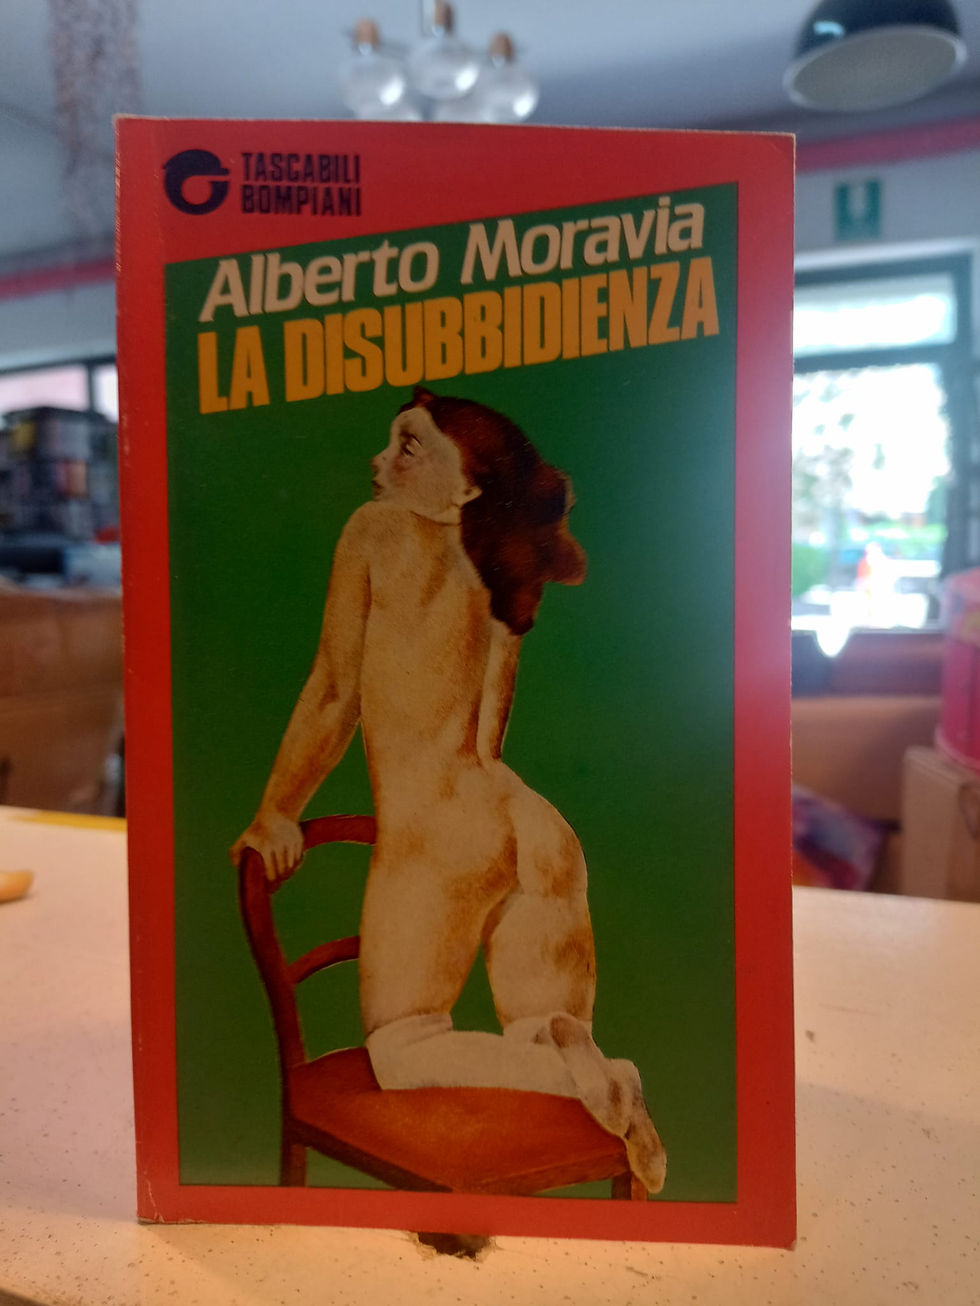 TASCABILI
BOMPIANI
Alberto Moravia
LA DISUBBIDIENZA